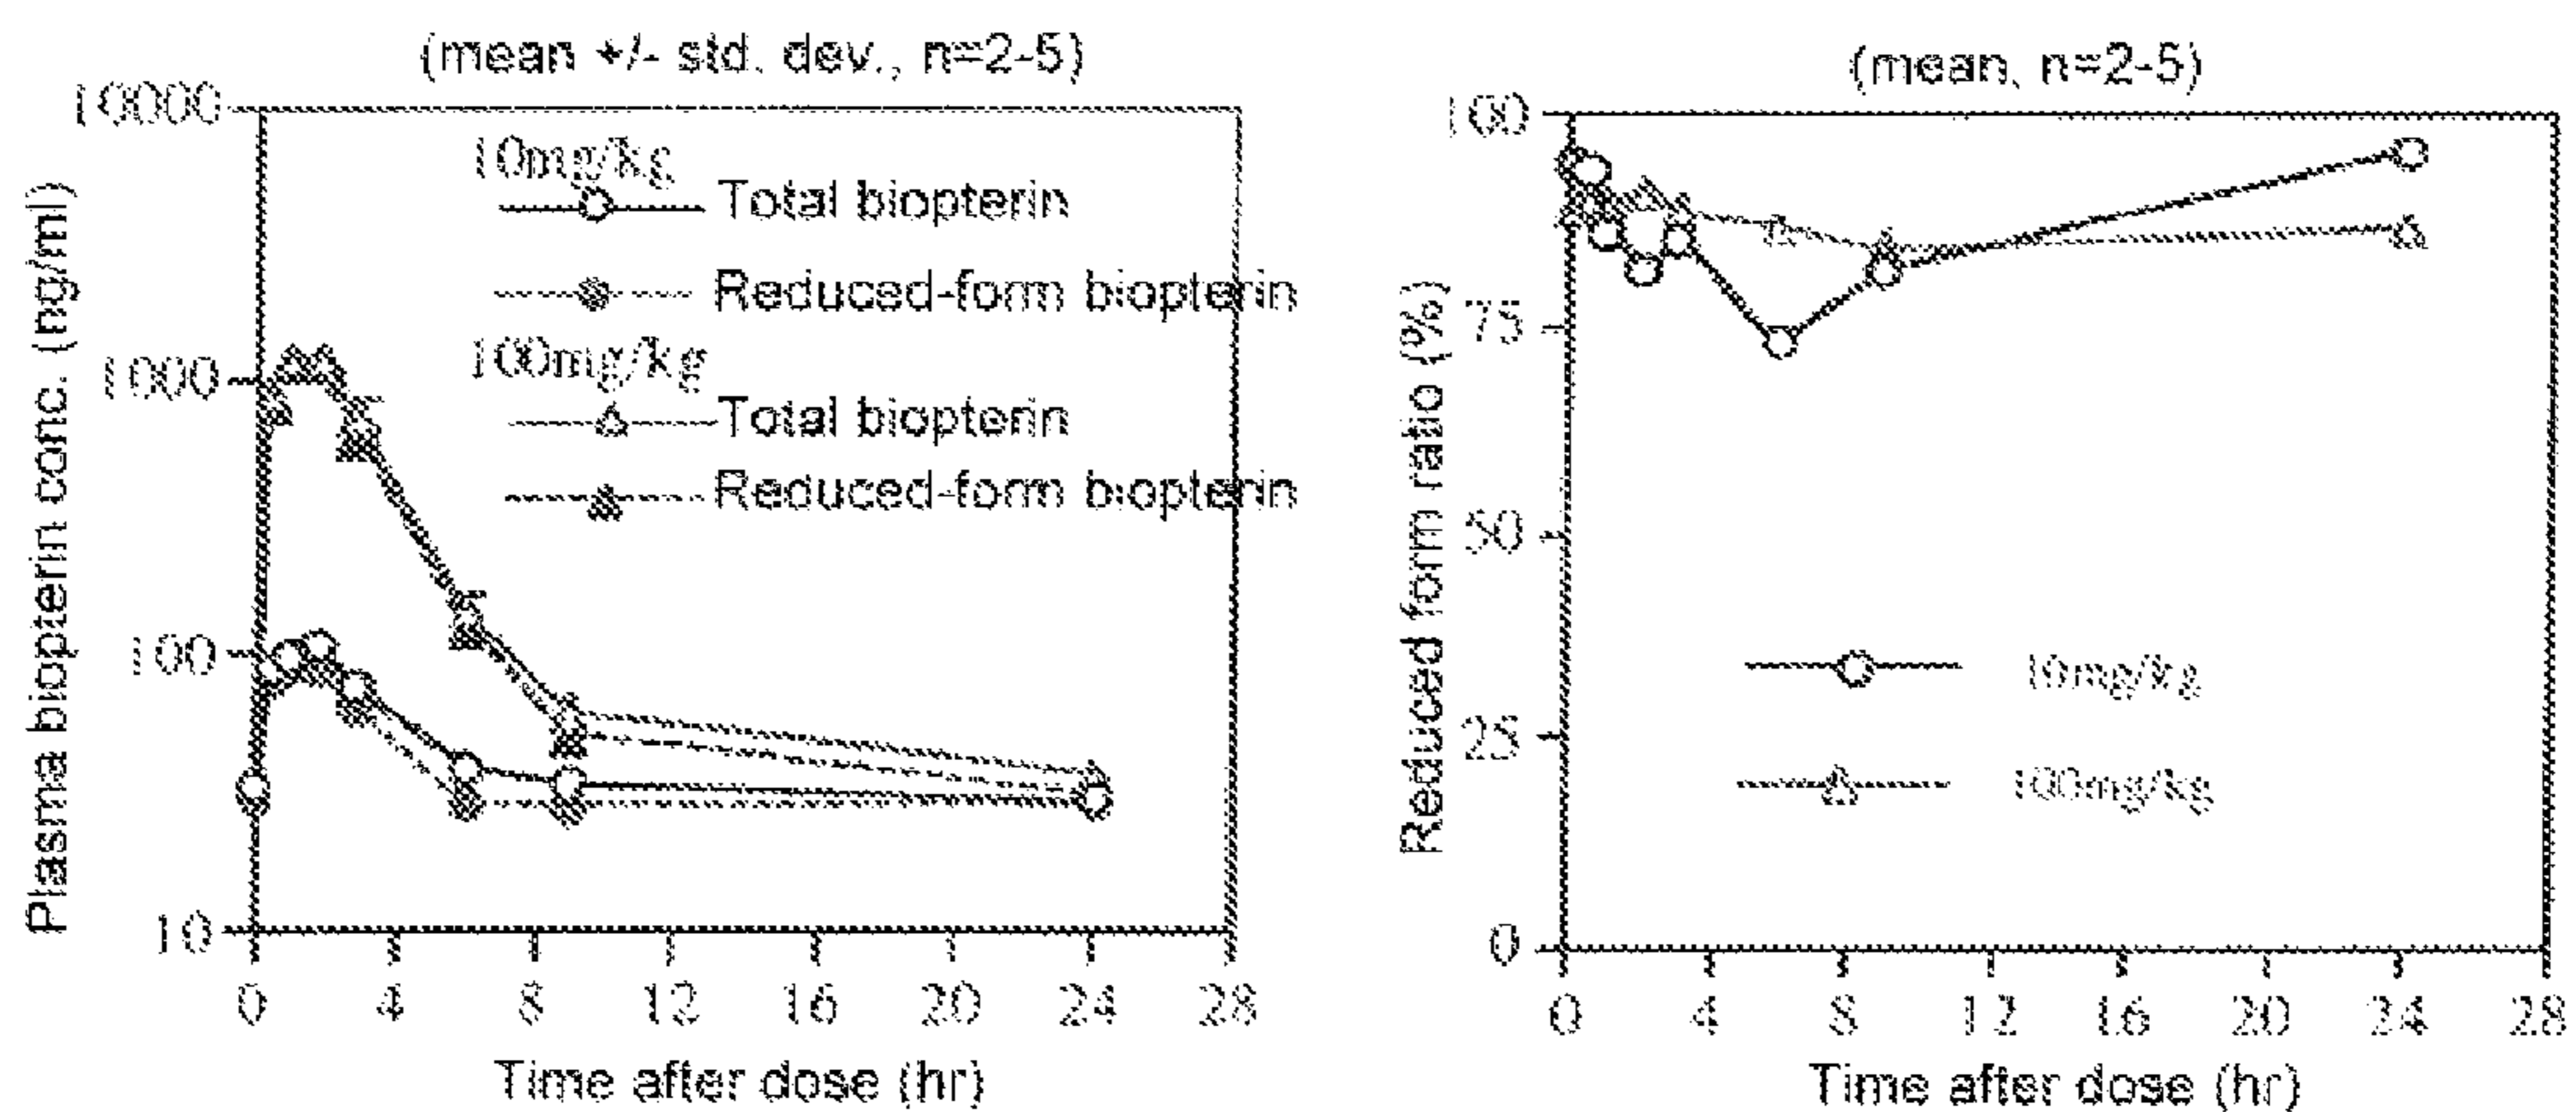 (mean +/- std. dev., n=2-5)
10000
1000
100
10
Plasma biopterin conc. (ng/ml)
10mg/kg
Total biopterin
Reduced-form biopterin
100mg/kg
Total biopterin
Reduced-form biopterin
0 4 8 12 16 20 24 28
Time after dose (hr)
(mean, n=2-5)
100
75
50
25
0
Reduced form ratio (%)
10mg/kg
100mg/kg
0 4 8 12 16 20 24 28
Time after dose (hr)